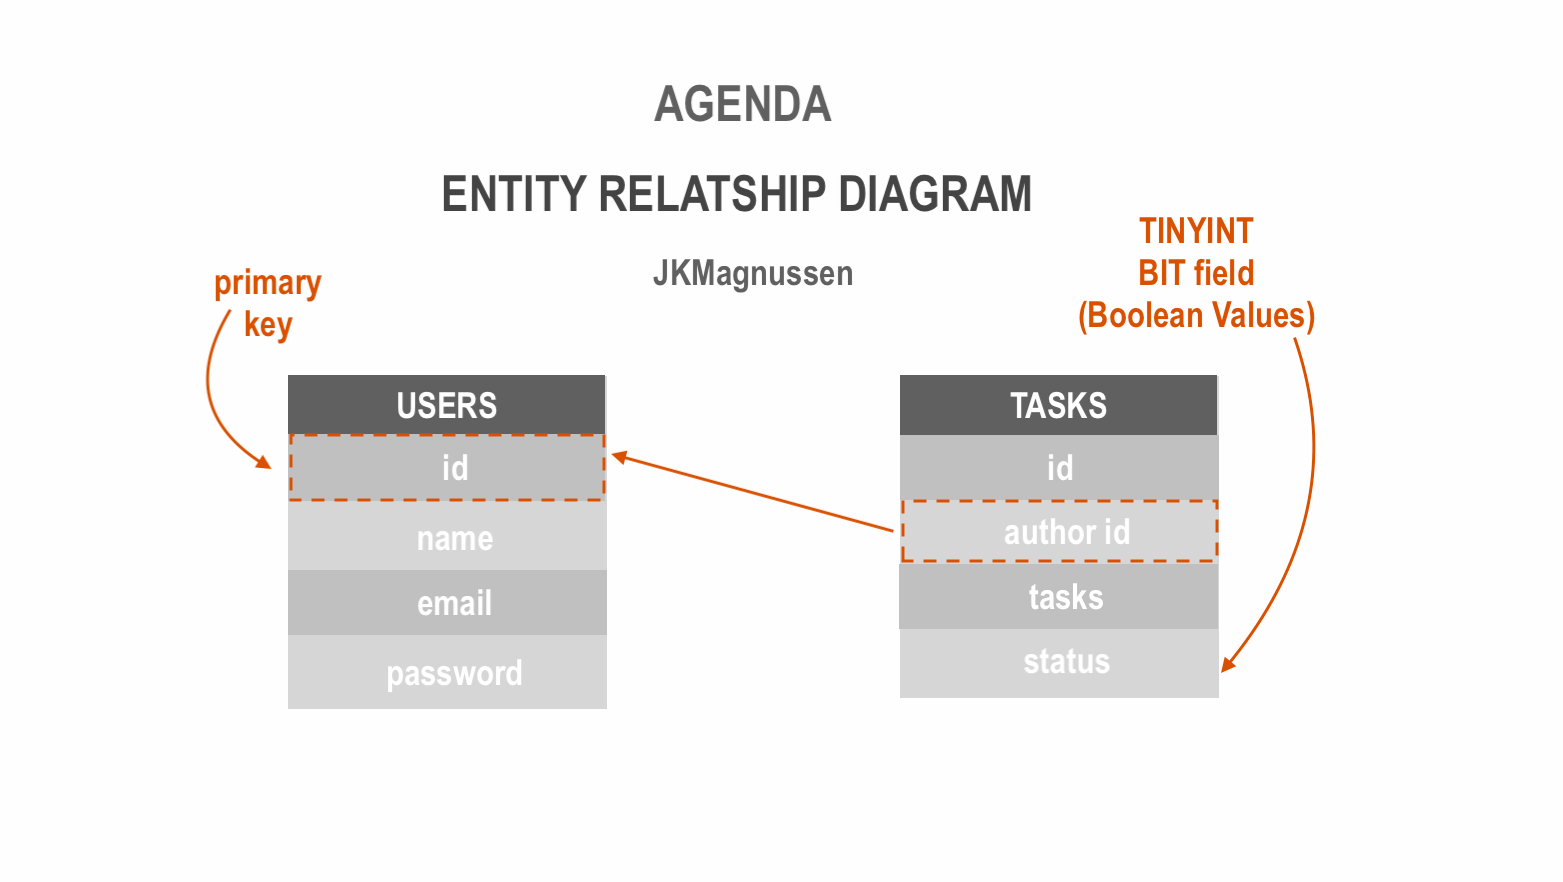 AGENDA
ENTITY RELATSHIP DIAGRAM
JKMagnussen
primary
key
TINYINT
BIT field
(Boolean Values)
USERS
id
name
email
password
TASKS
id
author id
tasks
status